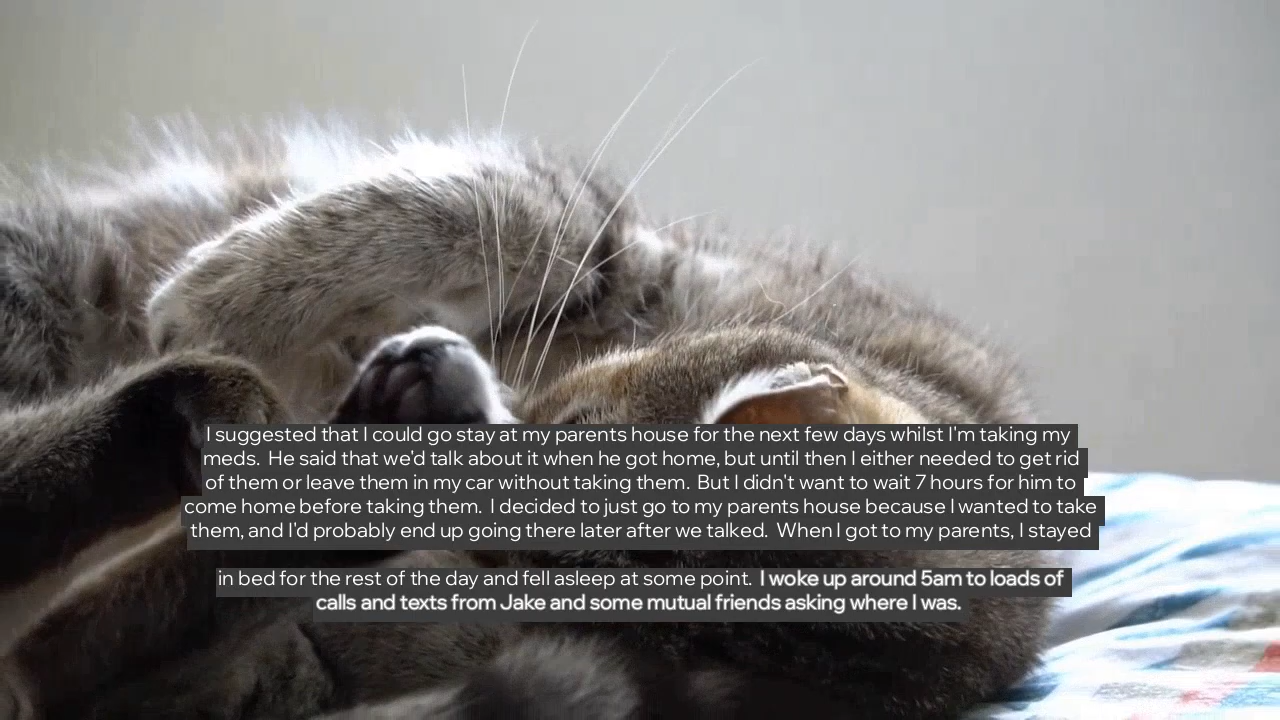 I suggested that I could go stay at my parents house for the next few days whilst I'm taking my
meds. He said that we'd talk about it when he got home, but until then I either needed to get rid
of them or leave them in my car without taking them. But I didn't want to wait 7 hours for him to
come home before taking them. I decided to just go to my parents house because I wanted to take
them, and I'd probably end up going there later after we talked. When I got to my parents, I stayed
in bed for the rest of the day and fell asleep at some point. I woke up around 5am to loads of
calls and texts from Jake and some mutual friends asking where I was.